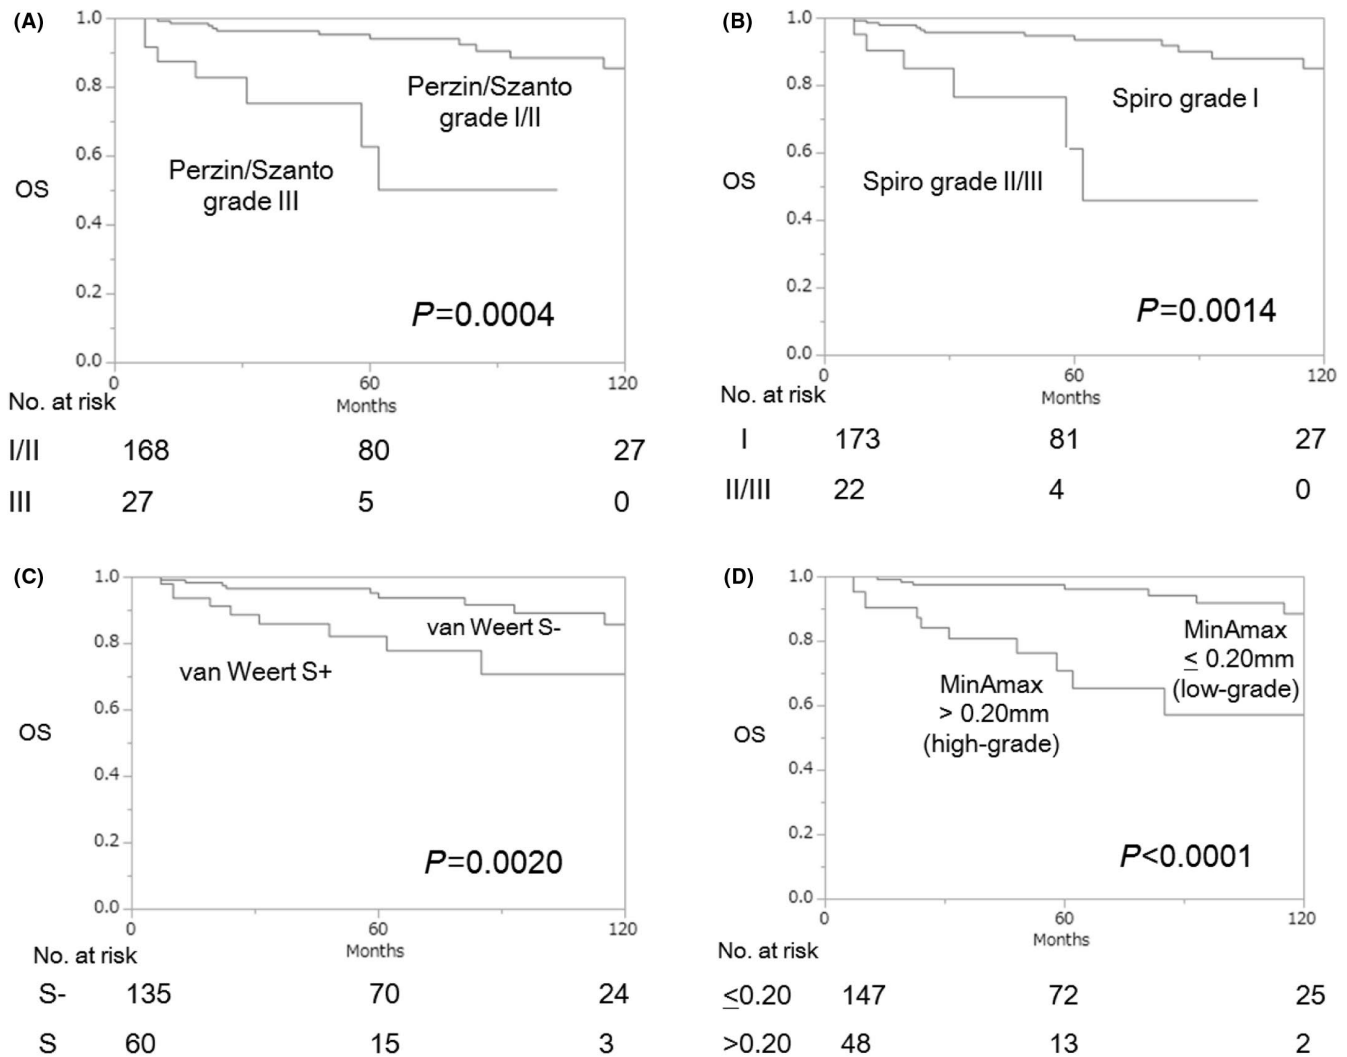 (A)
1.0
0.8
0.6
0.4
0.2
0.0
OS
Perzin/Szanto
grade I/II
Perzin/Szanto
grade III
P=0.0004
0 60 120
Months
No. at risk
I/II 168 80 27
III 27 5 0
(B)
1.0
0.8
0.6
0.4
0.2
0.0
OS
Spiro grade I
Spiro grade II/III
P=0.0014
0 60 120
Months
No. at risk
I 173 81 27
II/III 22 4 0
(C)
1.0
0.8
0.6
0.4
0.2
0.0
OS
van Weert S-
van Weert S+
P=0.0020
0 60 120
Months
No. at risk
S- 135 70 24
S 60 15 3
(D)
1.0
0.8
0.6
0.4
0.2
0.0
OS
MinAmax
≤ 0.20mm
(low-grade)
MinAmax
> 0.20mm
(high-grade)
P<0.0001
0 60 120
Months
No. at risk
≤0.20 147 72 25
>0.20 48 13 2